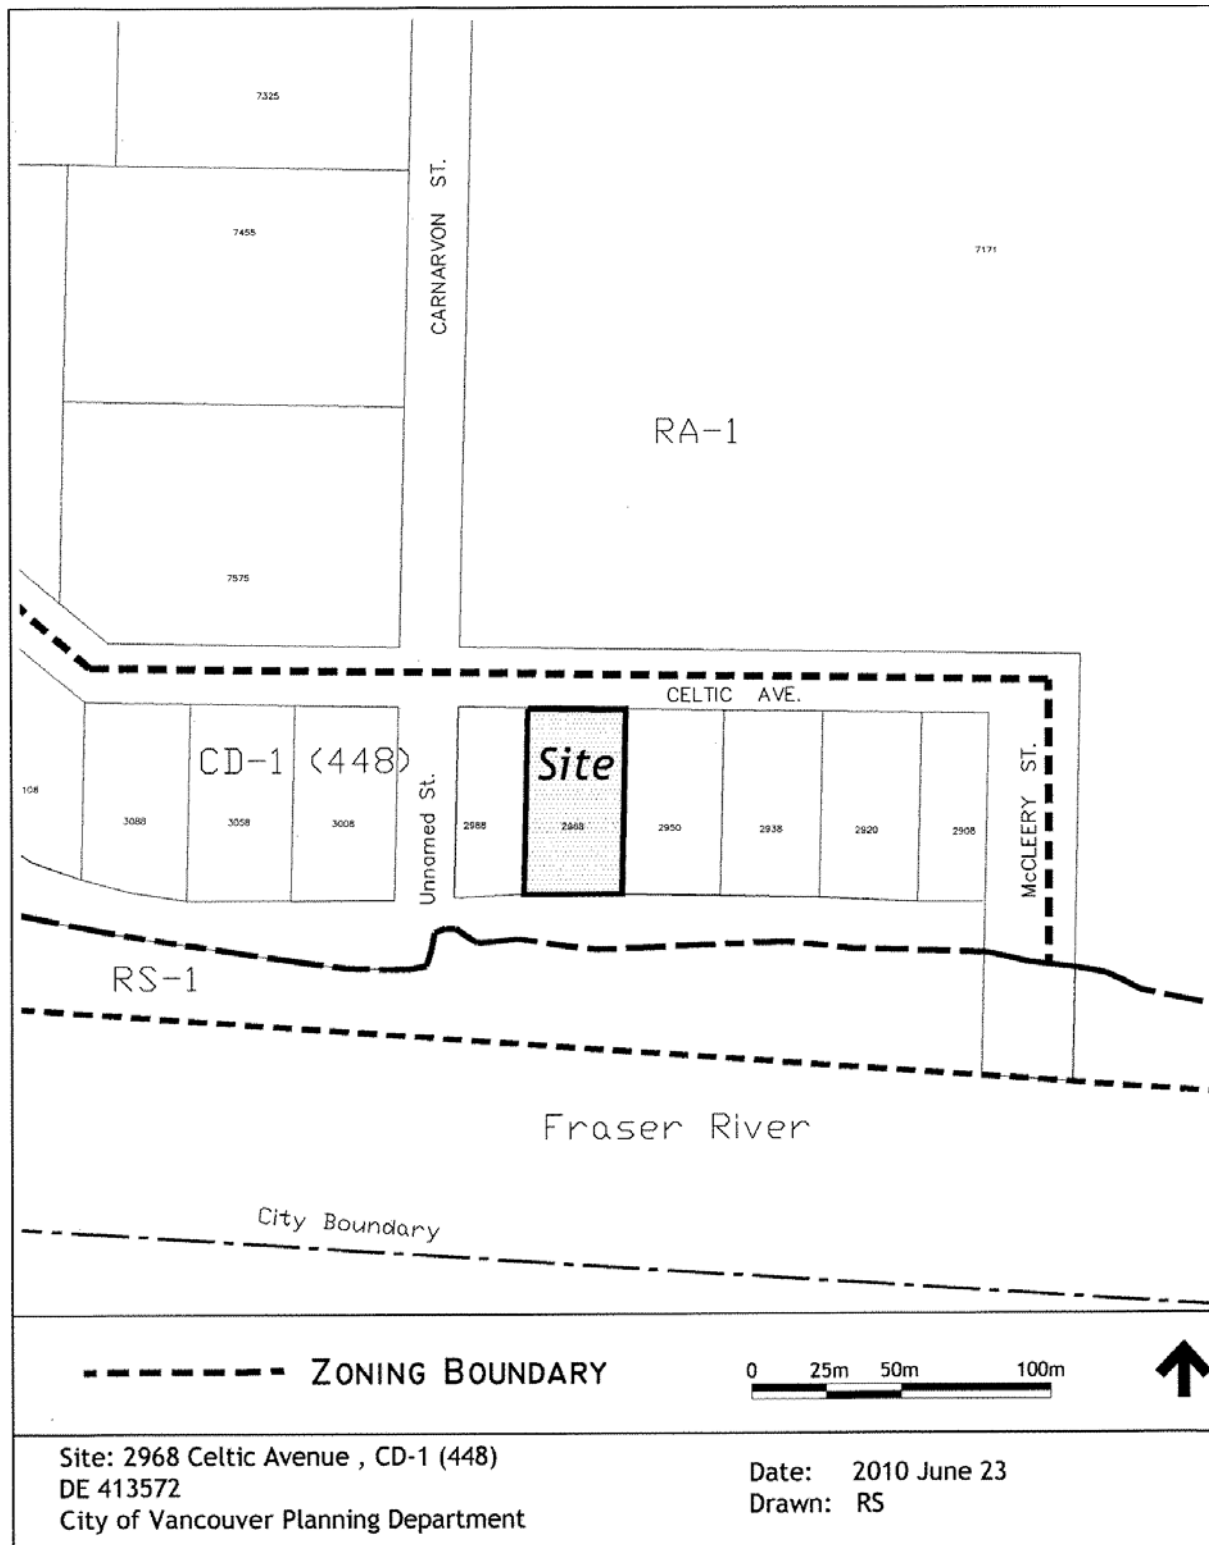 7325
CARNARVON ST.
7455
7171
RA-1
7575
CELTIC AVE.
CD-1 (448)
Site
McCLEERY ST.
Unnamed St.
108
3088
3058
3008
2988
2968
2950
2938
2920
2908
RS-1
Fraser River
City Boundary
ZONING BOUNDARY
0 25m 50m 100m
Site: 2968 Celtic Avenue , CD-1 (448)
DE 413572
City of Vancouver Planning Department
Date: 2010 June 23
Drawn: RS